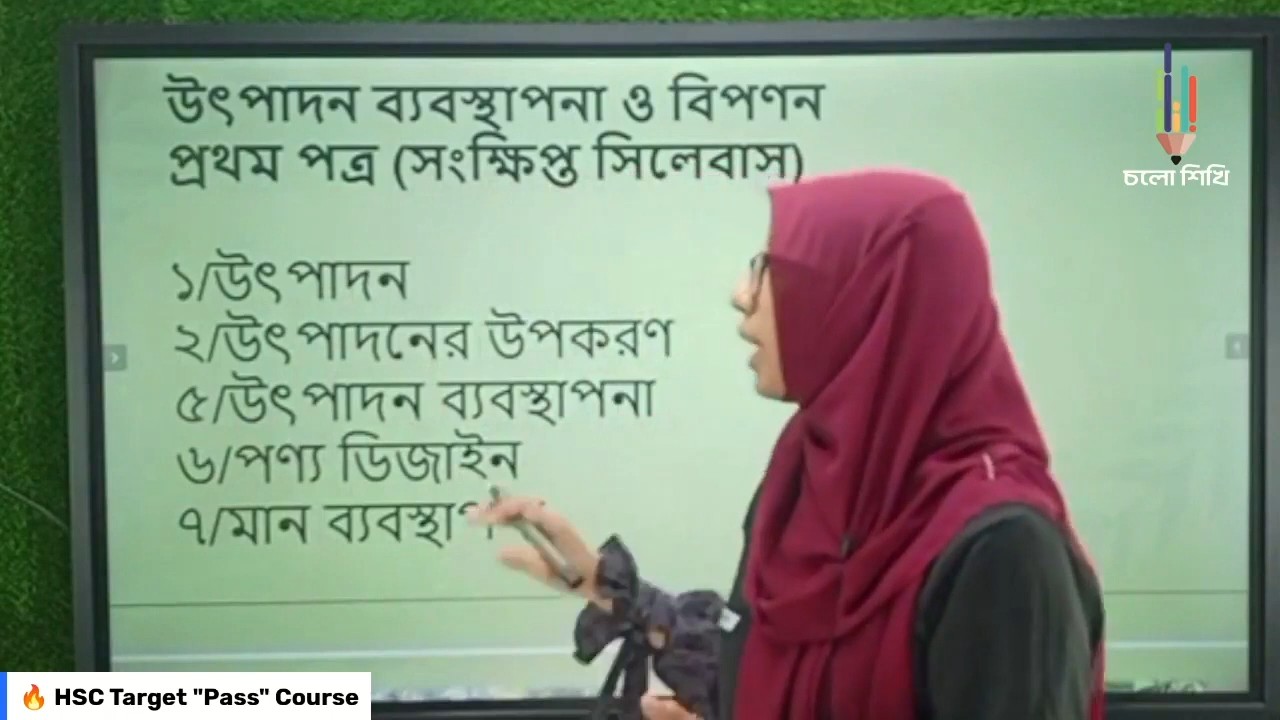 উৎপাদন ব্যবস্থাপনা ও বিপণন
প্রথম পত্র (সংক্ষিপ্ত সিলেবাস)
১/উৎপাদন
২/উৎপাদনের উপকরণ
৫/উৎপাদন ব্যবস্থাপনা
৬/পণ্য ডিজাইন
৭/মান
চলো শিখি
🔥 HSC Target "Pass" Course